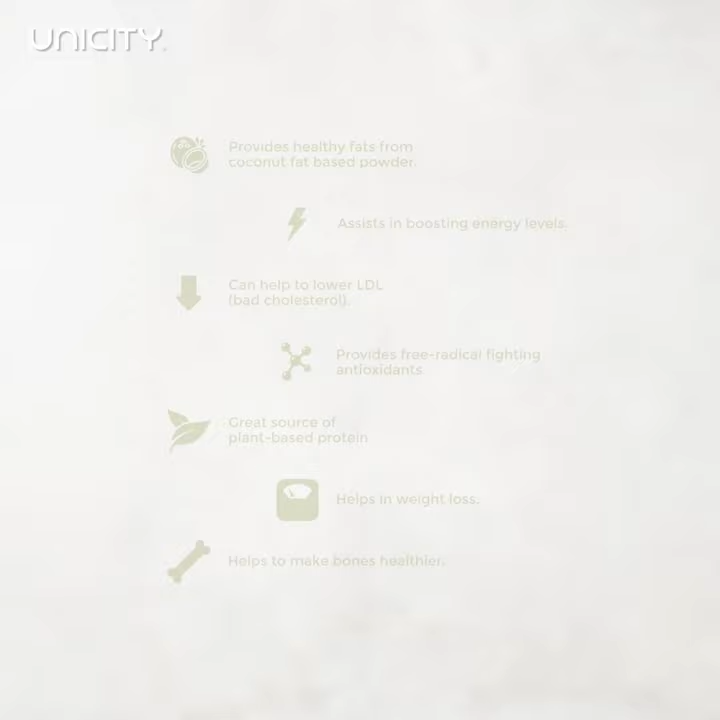 UNICITY
Provides healthy fats from
coconut fat based powder.
Assists in boosting energy levels.
Can help to lower LDL
(bad cholesterol).
Provides free-radical fighting
antioxidants
Great source of
plant-based protein
Helps in weight loss.
Helps to make bones healthier.